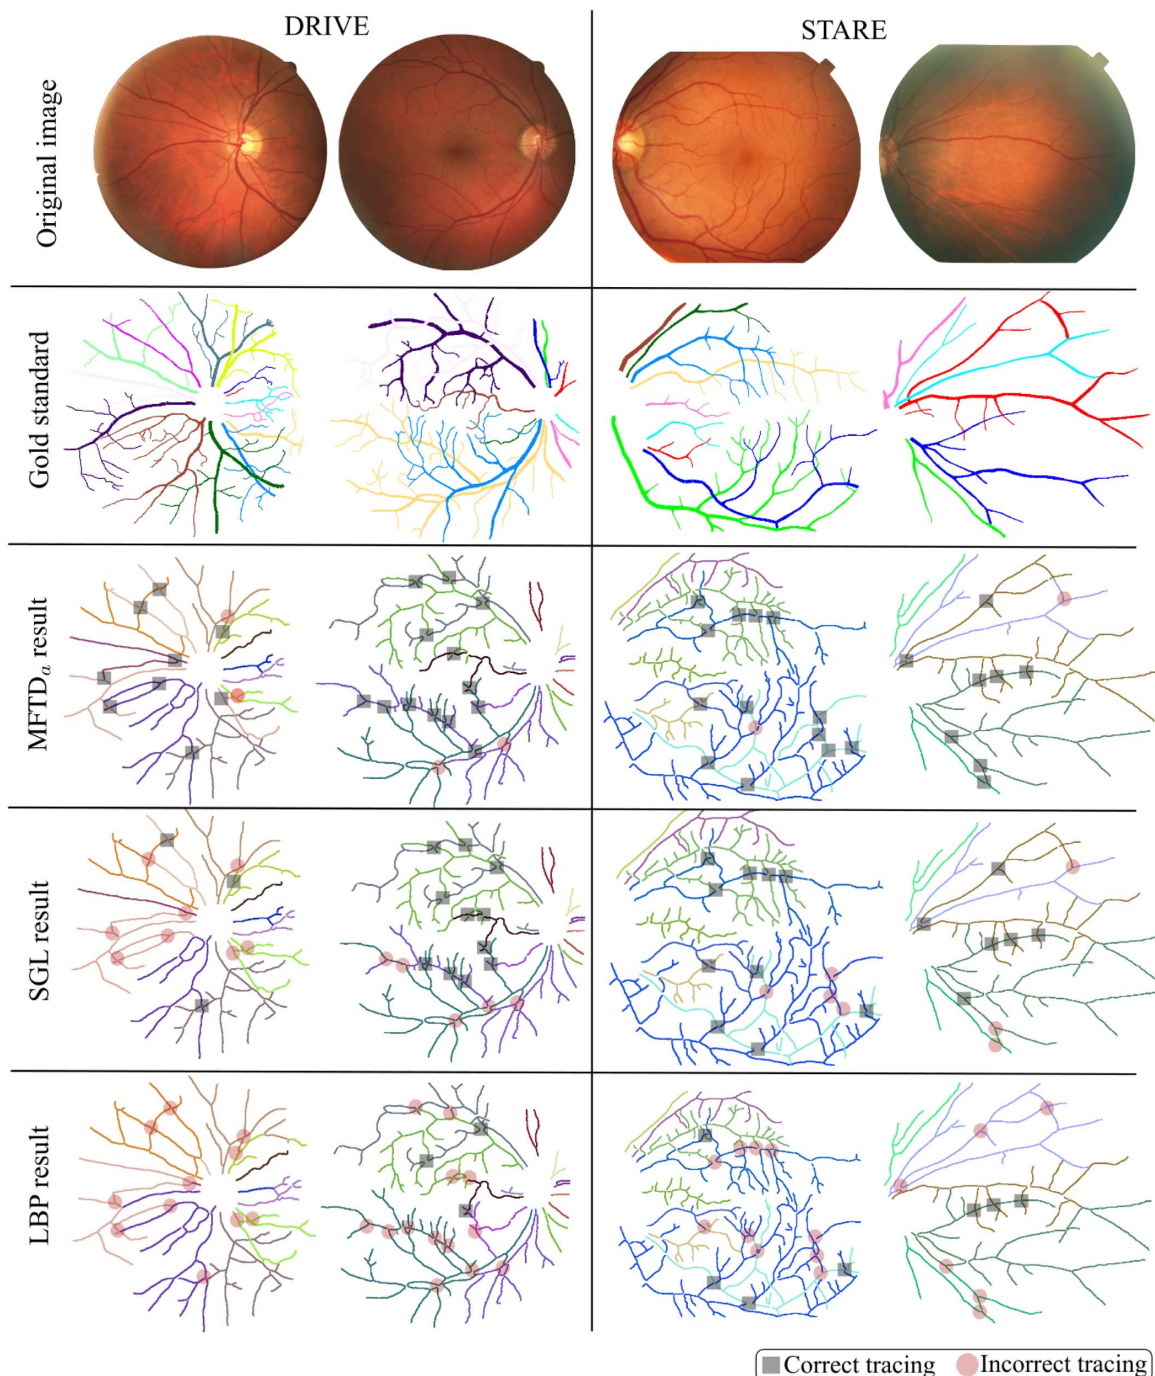 DRIVE
STARE
Original image
Gold standard
MFTDa result
SGL result
LBP result
Correct tracing
Incorrect tracing